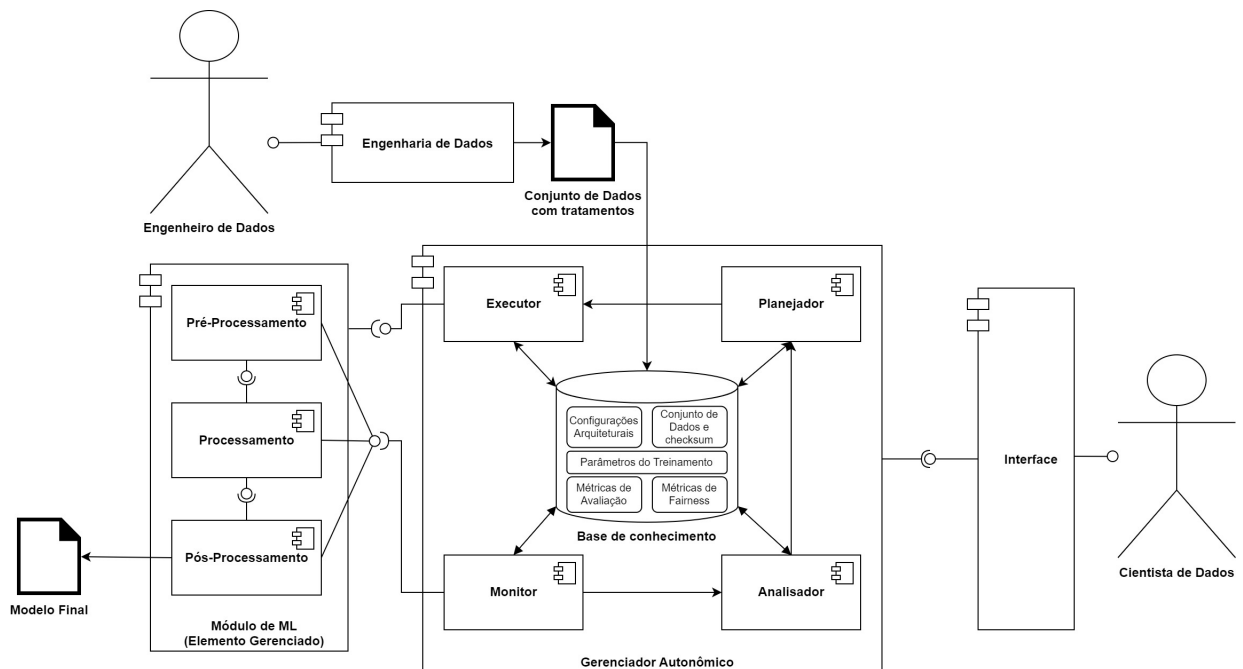 Engenharia de Dados
Conjunto de Dados
com tratamentos
Engenheiro de Dados
Executor
Planejador
Pré-Processamento
Configurações
Arquiteturais
Conjunto de
Dados e
checksum
Processamento
Parâmetros do Treinamento
Interface
Métricas de
Avaliação
Métricas de
Fairness
Base de conhecimento
Pós-Processamento
Monitor
Analisador
Cientista de Dados
Modelo Final
Módulo de ML
(Elemento Gerenciado)
Gerenciador Autonômico